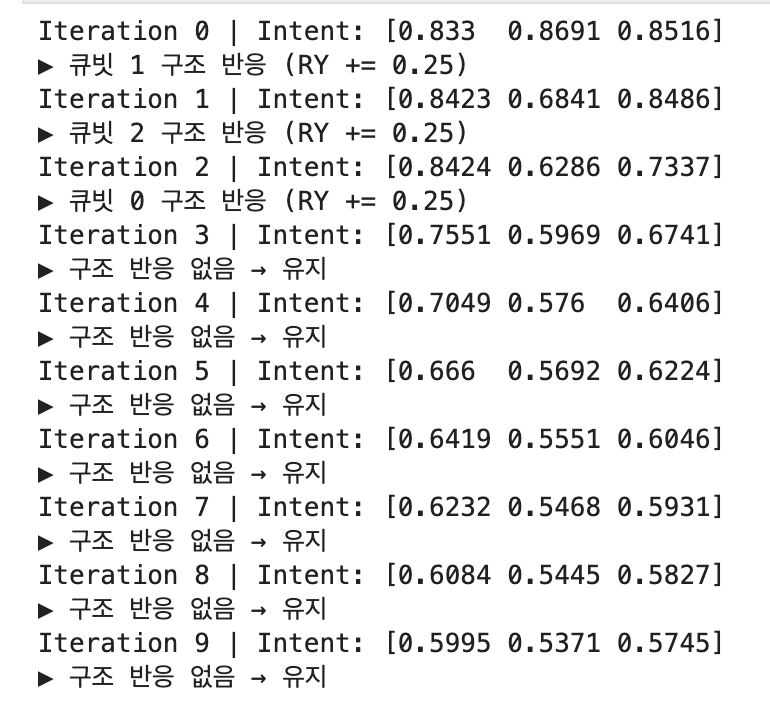 Iteration 0 | Intent: [0.833  0.8691 0.8516]
▶ 큐빗 1 구조 반응 (RY += 0.25)
Iteration 1 | Intent: [0.8423 0.6841 0.8486]
▶ 큐빗 2 구조 반응 (RY += 0.25)
Iteration 2 | Intent: [0.8424 0.6286 0.7337]
▶ 큐빗 0 구조 반응 (RY += 0.25)
Iteration 3 | Intent: [0.7551 0.5969 0.6741]
▶ 구조 반응 없음 → 유지
Iteration 4 | Intent: [0.7049 0.576  0.6406]
▶ 구조 반응 없음 → 유지
Iteration 5 | Intent: [0.666  0.5692 0.6224]
▶ 구조 반응 없음 → 유지
Iteration 6 | Intent: [0.6419 0.5551 0.6046]
▶ 구조 반응 없음 → 유지
Iteration 7 | Intent: [0.6232 0.5468 0.5931]
▶ 구조 반응 없음 → 유지
Iteration 8 | Intent: [0.6084 0.5445 0.5827]
▶ 구조 반응 없음 → 유지
Iteration 9 | Intent: [0.5995 0.5371 0.5745]
▶ 구조 반응 없음 → 유지